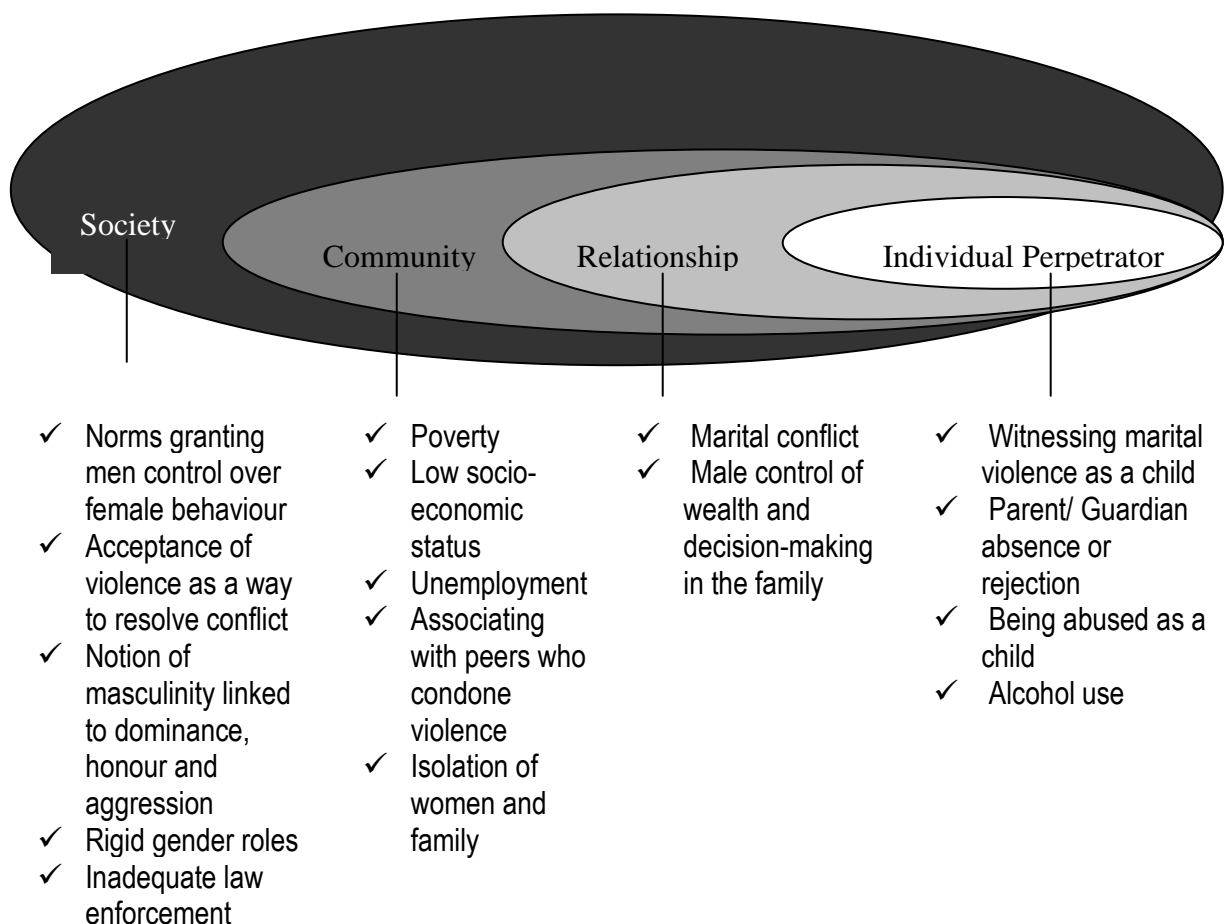 Society
Community
Relationship
Individual Perpetrator
✓ Norms granting
men control over
female behaviour
✓ Acceptance of
violence as a way
to resolve conflict
✓ Notion of
masculinity linked
to dominance,
honour and
aggression
✓ Rigid gender roles
✓ Inadequate law
enforcement
✓ Poverty
✓ Low socio-
economic
status
✓ Unemployment
✓ Associating
with peers who
condone
violence
✓ Isolation of
women and
family
✓ Marital conflict
✓ Male control of
wealth and
decision-making
in the family
✓ Witnessing marital
violence as a child
✓ Parent/ Guardian
absence or
rejection
✓ Being abused as a
child
✓ Alcohol use